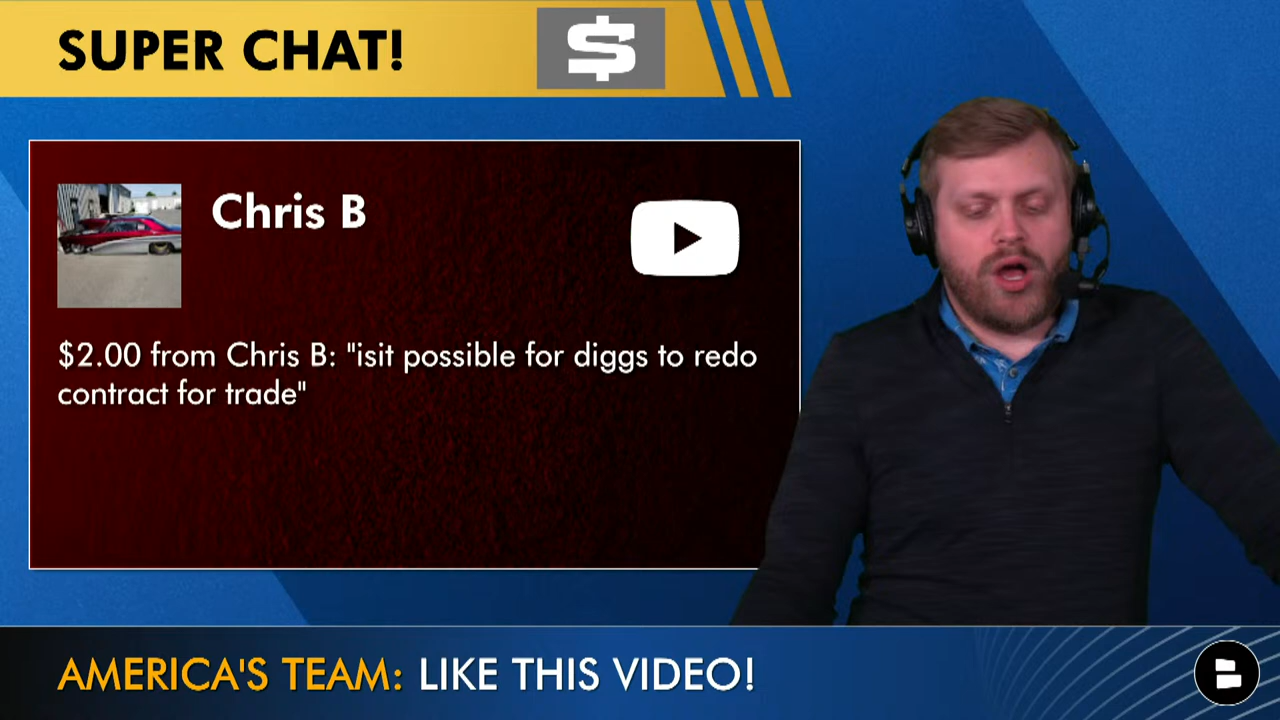 SUPER CHAT!
$
Chris B
$2.00 from Chris B: "isit possible for diggs to redo
contract for trade"
AMERICA'S TEAM: LIKE THIS VIDEO!